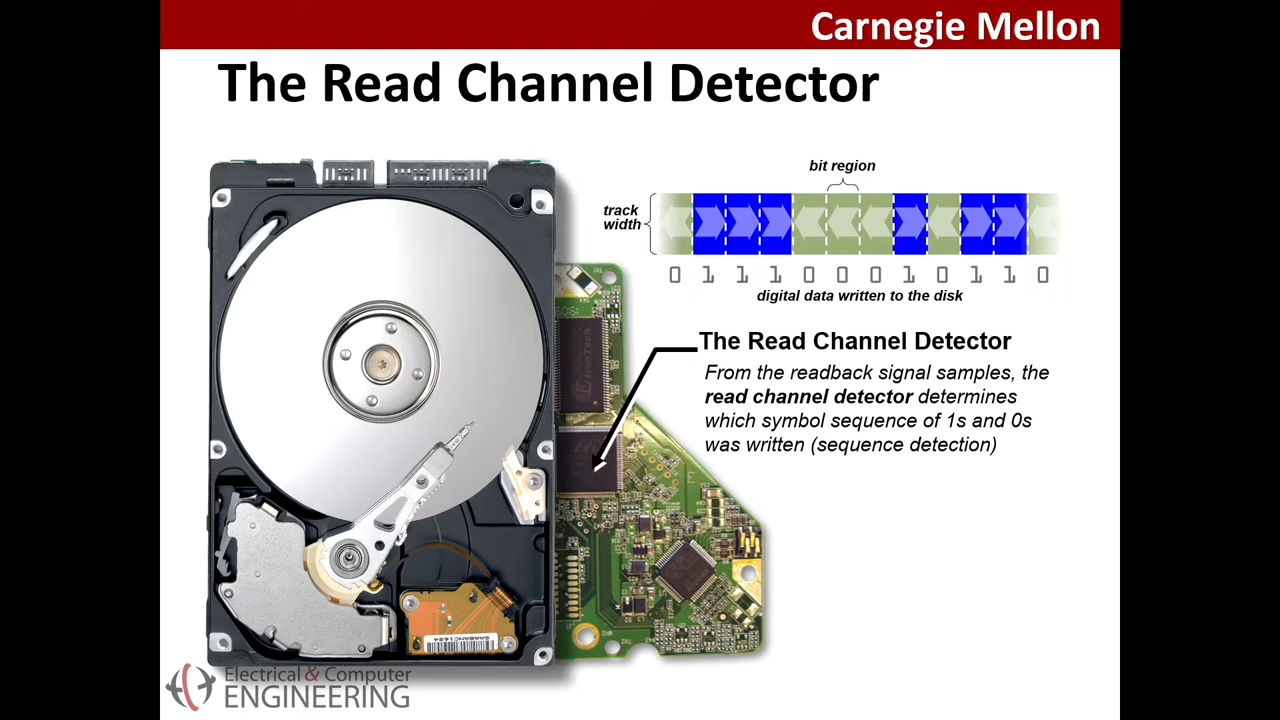 Carnegie Mellon
The Read Channel Detector
bit region
track
width
0 1 1 1 0 0 0 1 0 1 1 0
digital data written to the disk
The Read Channel Detector
From the readback signal samples, the
read channel detector determines
which symbol sequence of 1s and 0s
was written (sequence detection)
EtronTech
Electrical & Computer
ENGINEERING